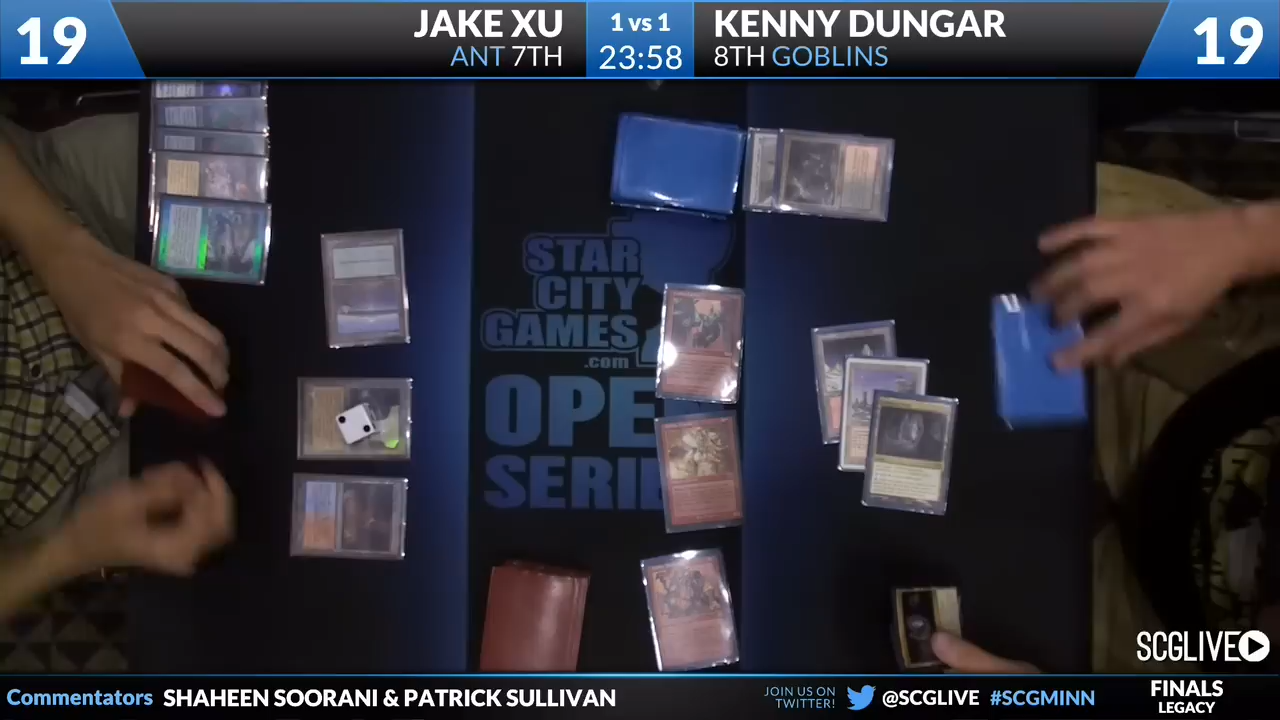 19
JAKE XU
ANT 7TH
1 vs 1
23:58
KENNY DUNGAR
8TH GOBLINS
19
STAR
CITY
GAMES
.com
OPE
SERIE
SCGLIVE
Commentators SHAHEEN SOORANI & PATRICK SULLIVAN
JOIN US ON
TWITTER!
@SCGLIVE #SCGMINN
FINALS
LEGACY